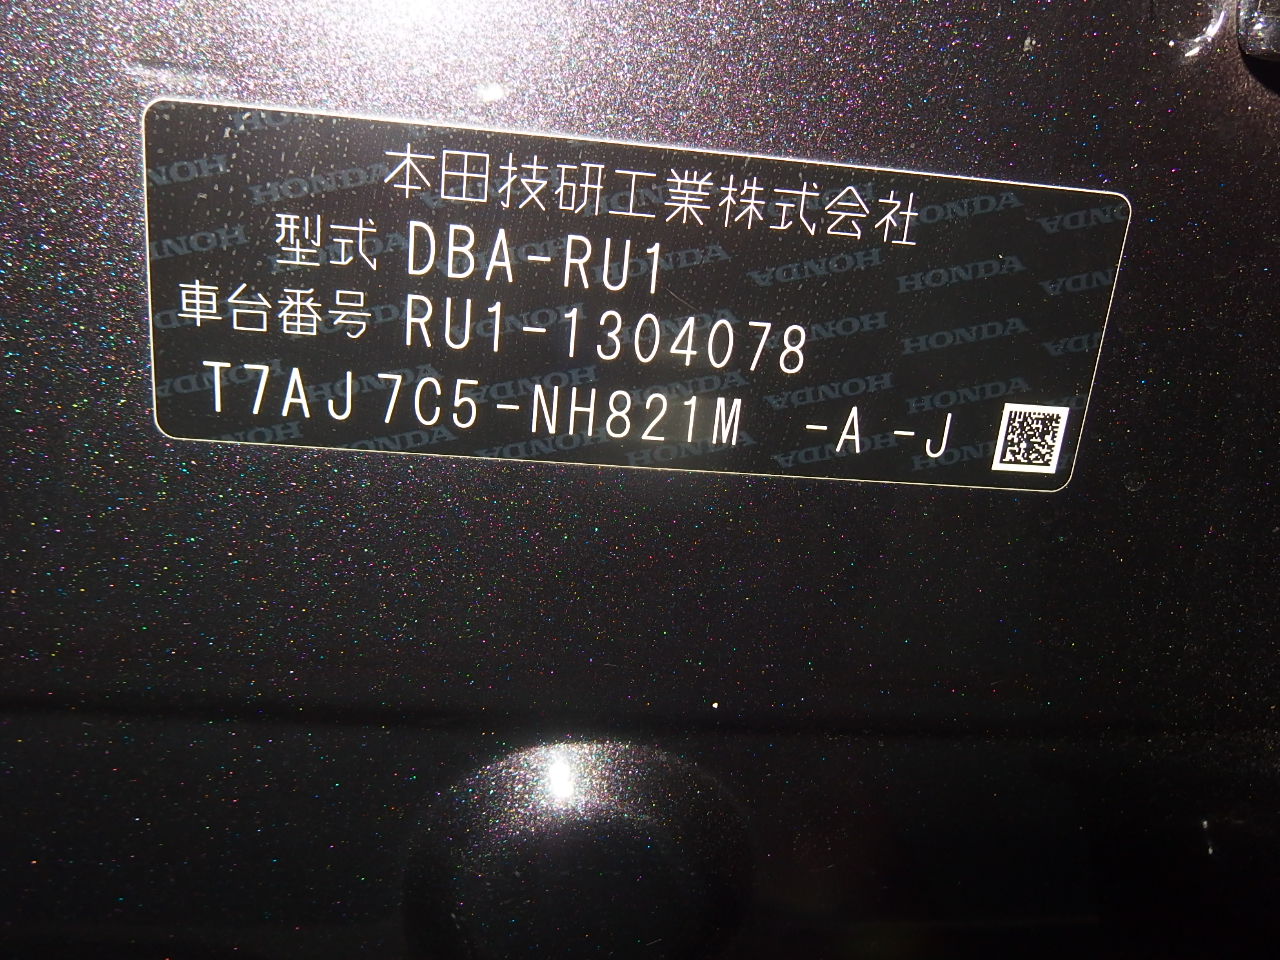 本田技研工業株式会社
型式 DBA-RU1
車台番号 RU1-1304078
T7AJ7C5-NH821M -A-J